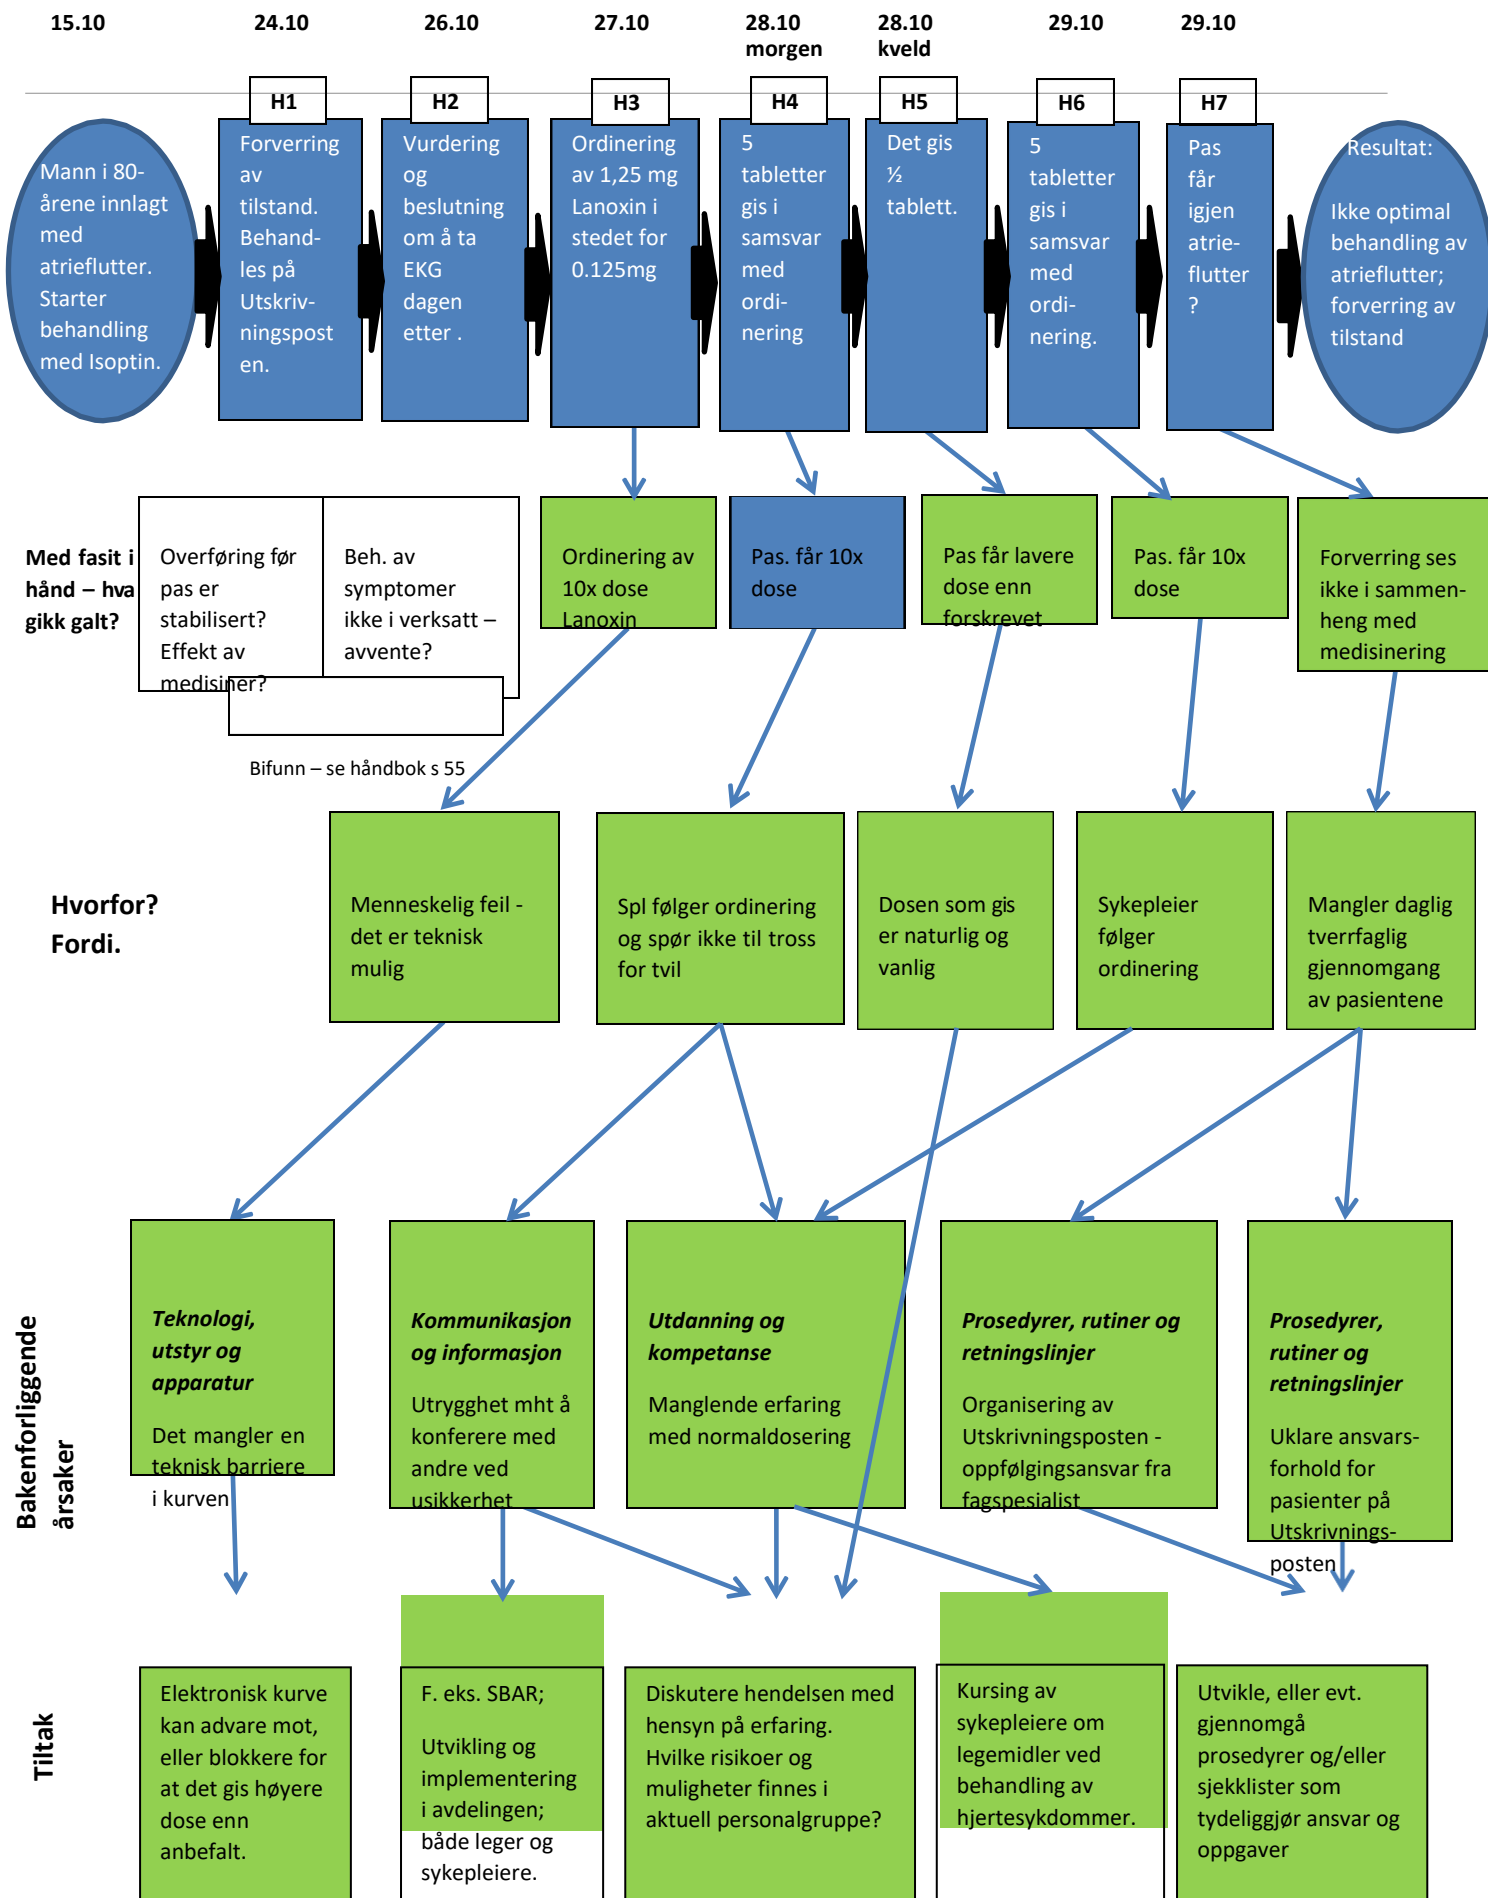 15.10
24.10
26.10
27.10
28.10
morgen
28.10
kveld
29.10
29.10
H1
H2
H3
H4
H5
H6
H7
Mann i 80-
årene innlagt
med
atrieflutter.
Starter
behandling
med Isoptin.
Forverring
av
tilstand.
Behand-
les på
Utskriv-
ningspost
en.
Vurdering
og
beslutning
om å ta
EKG
dagen
etter .
Ordinering
av 1,25 mg
Lanoxin i
stedet for
0.125mg
5
tabletter
gis i
samsvar
med
ordi-
nering
Det gis
½
tablett.
5
tabletter
gis i
samsvar
med
ordi-
nering.
Pas
får
igjen
atrie-
flutter
?
Resultat:
Ikke optimal
behandling av
atrieflutter;
forverring av
tilstand
Med fasit i
hånd – hva
gikk galt?
Overføring før
pas er
stabilisert?
Effekt av
medisiner?
Beh. av
symptomer
ikke i verksatt –
avvente?
Ordinering av
10x dose
Lanoxin
Pas. får 10x
dose
Pas får lavere
dose enn
forskrevet
Pas. får 10x
dose
Forverring ses
ikke i sammen-
heng med
medisinering
Bifunn – se håndbok s 55
Hvorfor?
Fordi.
Menneskelig feil -
det er teknisk
mulig
Spl følger ordinering
og spør ikke til tross
for tvil
Dosen som gis
er naturlig og
vanlig
Sykepleier
følger
ordinering
Mangler daglig
tverrfaglig
gjennomgang
av pasientene
Bakenforliggende
årsaker
Teknologi,
utstyr og
apparatur
Det mangler en
teknisk barriere
i kurven
Kommunikasjon
og informasjon
Utrygghet mht å
konferere med
andre ved
usikkerhet
Utdanning og
kompetanse
Manglende erfaring
med normaldosering
Prosedyrer, rutiner og
retningslinjer
Organisering av
Utskrivningsposten -
oppfølgingsansvar fra
fagspesialist
Prosedyrer,
rutiner og
retningslinjer
Uklare ansvars-
forhold for
pasienter på
Utskrivnings-
posten
Tiltak
Elektronisk kurve
kan advare mot,
eller blokkere for
at det gis høyere
dose enn
anbefalt.
F. eks. SBAR;
Utvikling og
implementering
i avdelingen;
både leger og
sykepleiere.
Diskutere hendelsen med
hensyn på erfaring.
Hvilke risikoer og
muligheter finnes i
aktuell personalgruppe?
Kursing av
sykepleiere om
legemidler ved
behandling av
hjertesykdommer.
Utvikle, eller evt.
gjennomgå
prosedyrer og/eller
sjekklister som
tydeliggjør ansvar og
oppgaver